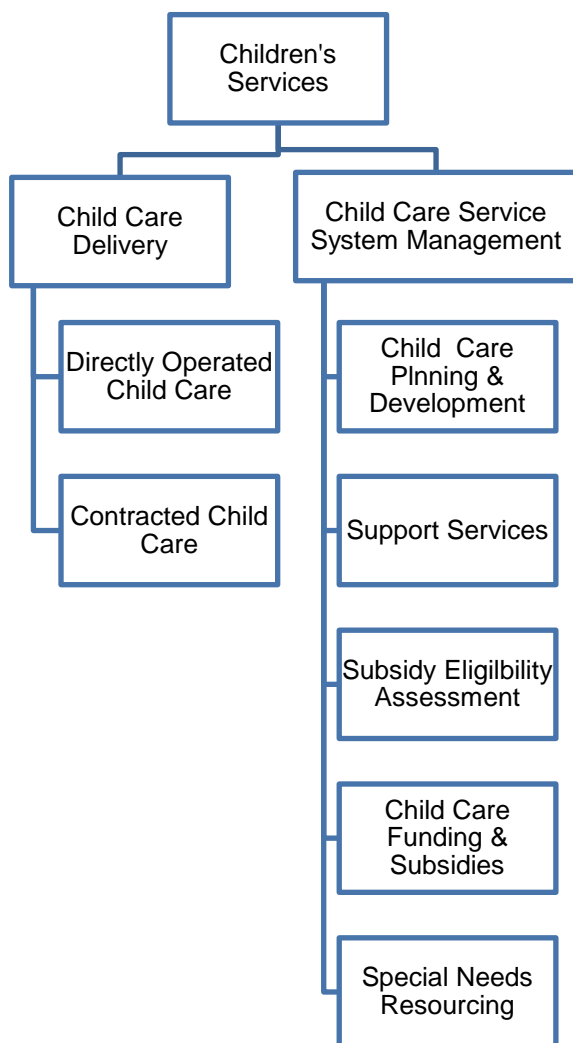 Children's
Services
Child Care
Delivery
Child Care Service
System Management
Directly Operated
Child Care
Contracted Child
Care
Child  Care
Plnning &
Development
Support Services
Subsidy Eligilbility
Assessment
Child Care
Funding &
Subsidies
Special Needs
Resourcing